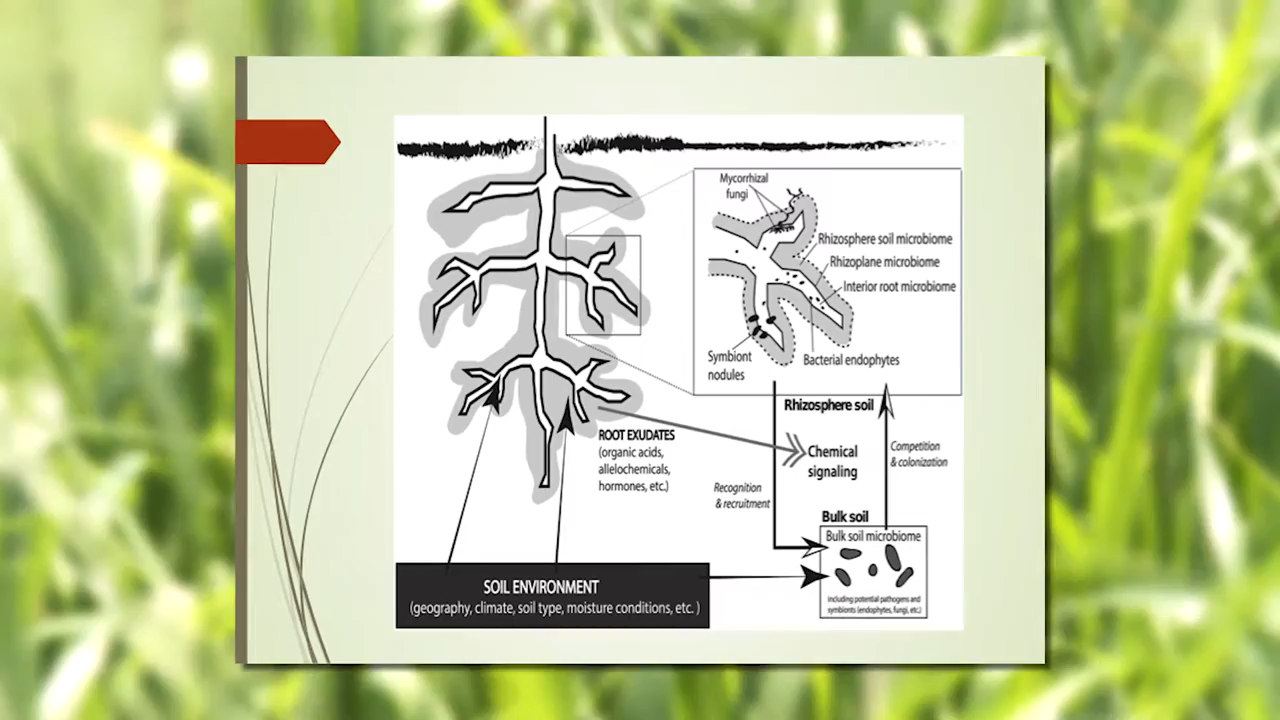 Mycorrhizal
fungi
Rhizosphere soil microbiome
Rhizoplane microbiome
Interior root microbiome
Symbiont
nodules
Bacterial endophytes
Rhizosphere soil
ROOT EXUDATES
(organic acids,
allelochemicals,
hormones, etc.)
Chemical
signaling
Competition
& colonization
Recognition
& recruitment
Bulk soil
Bulk soil microbiome
Including potential pathogens and
symbionts (endophytes, fungi, etc.)
SOIL ENVIRONMENT
(geography, climate, soil type, moisture conditions, etc. )